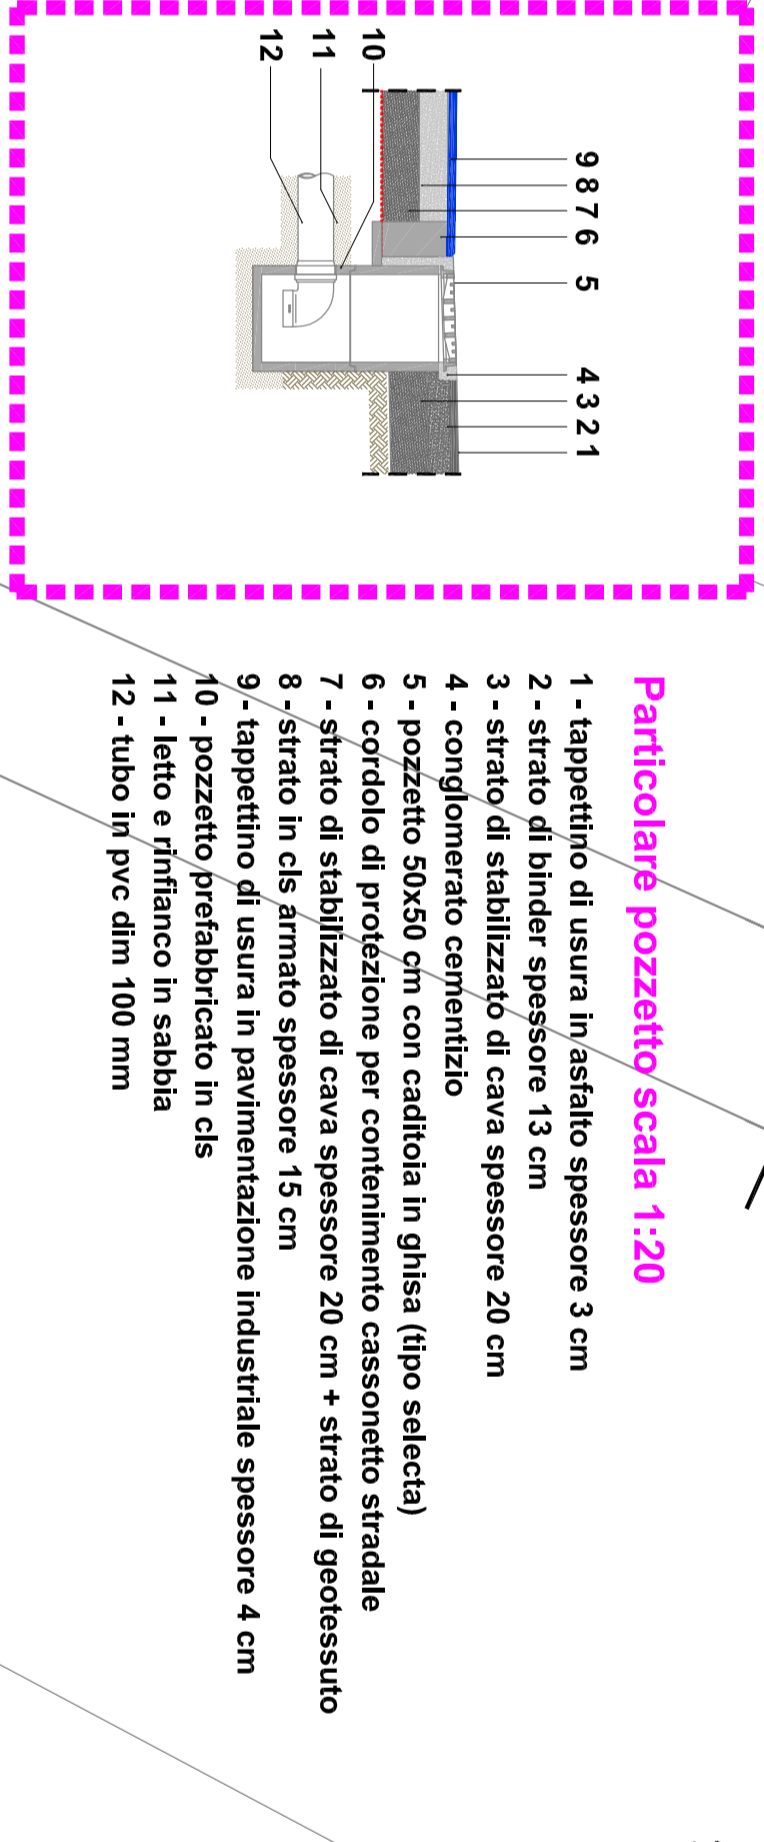 9 8 7 6 5 4 3 2 1
10
11
12
Particolare pozzetto scala 1:20
1 - tappettino di usura in asfalto spessore 3 cm
2 - strato di binder spessore 13 cm
3 - strato di stabilizzato di cava spessore 20 cm
4 - conglomerato cementizio
5 - pozzetto 50x50 cm con caditoia in ghisa (tipo selecta)
6 - cordolo di protezione per contenimento cassonetto stradale
7 - strato di stabilizzato di cava spessore 20 cm + strato di geotessuto
8 - strato in cls armato spessore 15 cm
9 - tappettino di usura in pavimentazione industriale spessore 4 cm
10 - pozzetto prefabbricato in cls
11 - letto e rinfianco in sabbia
12 - tubo in pvc dim 100 mm